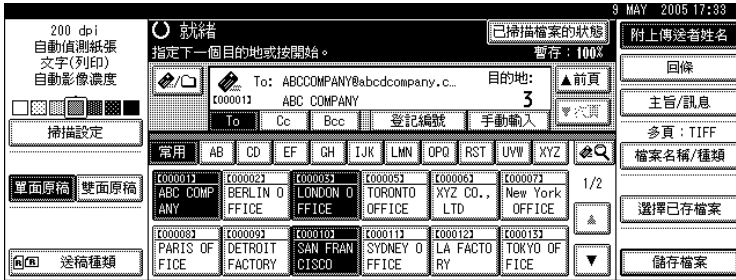 9 MAY 2005 17:33
200 dpi
自動偵測紙張
文字(列印)
自動影像濃度
掃描設定
單面原稿
雙面原稿
送稿種類
就緒
已掃描檔案的狀態
指定下一個目的地或按開始。
暫存：100%
To: ABCCOMPANY@abcdcompany.c...
目的地:
[00001]
ABC COMPANY
3
▲前頁
▼次頁
To
Cc
Bcc
登記編號
手動輸入
常用
AB
CD
EF
GH
IJK
LMN
OPQ
RST
UVW
XYZ
[00001]
ABC COMP
ANY
[00002]
BERLIN O
FFICE
[00003]
LONDON O
FFICE
[00005]
TORONTO
OFFICE
[00006]
XYZ CO.,
LTD
[00007]
New York
OFFICE
1/2
[00008]
PARIS OF
FICE
[00009]
DETROIT
FACTORY
[00010]
SAN FRAN
CISCO
[00011]
SYDNEY O
FFICE
[00012]
LA FACTO
RY
[00013]
TOKYO OF
FICE
▲
▼
附上傳送者姓名
回條
主旨/訊息
多頁：TIFF
檔案名稱/種類
選擇已存檔案
儲存檔案